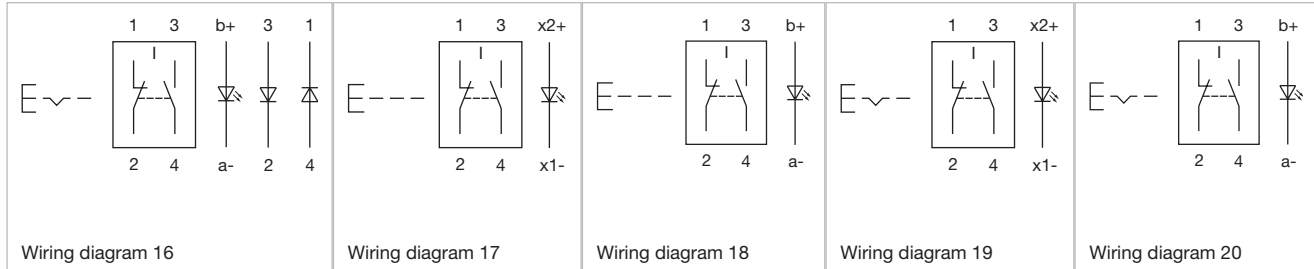 1 3 b+ 3 1
I
2 4 a- 2 4
Wiring diagram 16
1 3 x2+
I
2 4 x1-
Wiring diagram 17
1 3 b+
I
2 4 a-
Wiring diagram 18
1 3 x2+
I
2 4 x1-
Wiring diagram 19
1 3 b+
I
2 4 a-
Wiring diagram 20